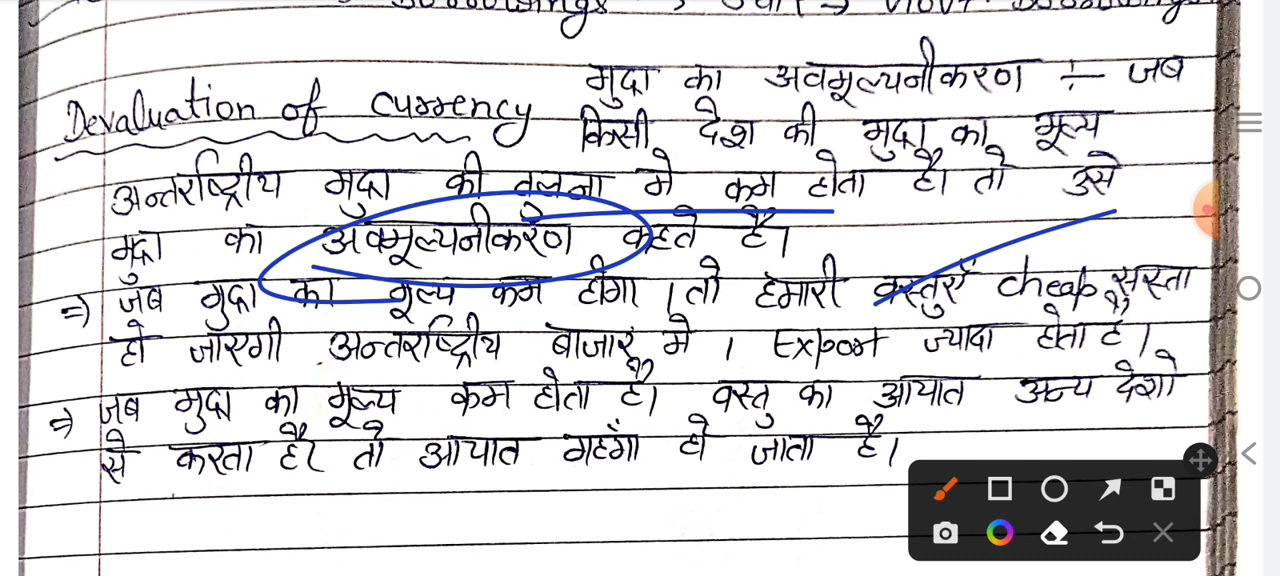 मुद्रा का अवमूल्यनीकरण ÷ जब
Devaluation of currency किसी देश की मुद्रा का मूल्य
अन्तर्राष्ट्रीय मुद्रा की तुलना में कम होता है। तो उसे
मुद्रा का अवमूल्यनीकरण कहते है।
⇒ जब मुद्रा का मूल्य कम होगा । तो हमारी वस्तुएँ cheap सस्ता
हो जाएगी अन्तर्राष्ट्रीय बाजार में । Export ज्यादा होता है।
⇒ जब मुद्रा का मूल्य कम होता है। वस्तु का आयात अन्य देशो
से करता है। तो आयात महँगा हो जाता है।